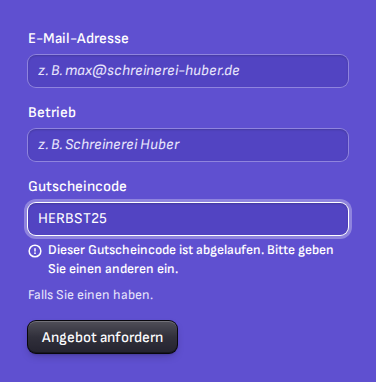 E-Mail-Adresse
z. B. max@schreinerei-huber.de
Betrieb
z. B. Schreinerei Huber
Gutscheincode
HERBST25
Dieser Gutscheincode ist abgelaufen. Bitte geben
Sie einen anderen ein.
Falls Sie einen haben.
Angebot anfordern